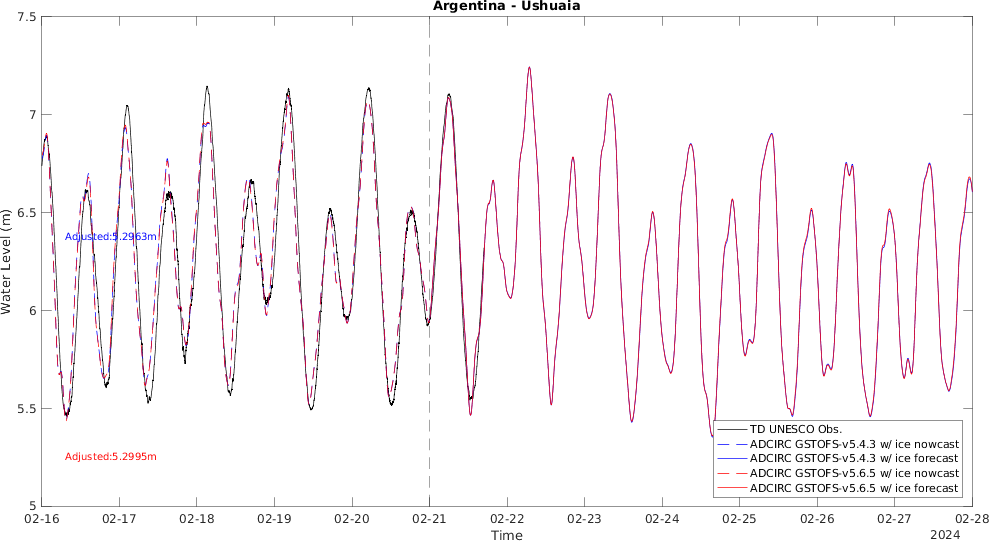 Argentina - Ushuaia
7.5
7
6.5
6
5.5
5
Water Level (m)
Adjusted:5.2963m
Adjusted:5.2995m
TD UNESCO Obs.
ADCIRC GSTOFS-v5.4.3 w/ ice nowcast
ADCIRC GSTOFS-v5.4.3 w/ ice forecast
ADCIRC GSTOFS-v5.6.5 w/ ice nowcast
ADCIRC GSTOFS-v5.6.5 w/ ice forecast
02-16 02-17 02-18 02-19 02-20 02-21 02-22 02-23 02-24 02-25 02-26 02-27 02-28
Time
2024